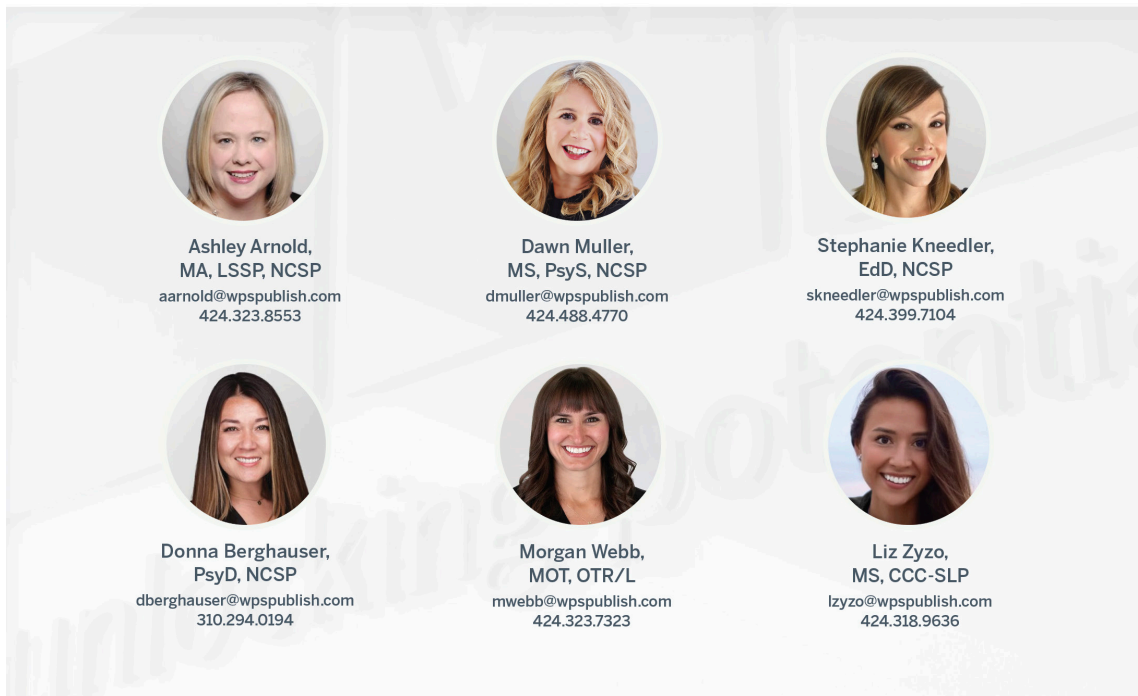 Ashley Arnold,
MA, LSSP, NCSP
aarnold@wpspublish.com
424.323.8553
Dawn Muller,
MS, PsyS, NCSP
dmuller@wpspublish.com
424.488.4770
Stephanie Kneedler,
EdD, NCSP
skneedler@wpspublish.com
424.399.7104
Donna Berghauser,
PsyD, NCSP
dberghauser@wpspublish.com
310.294.0194
Morgan Webb,
MOT, OTR/L
mwebb@wpspublish.com
424.323.7323
Liz Zyzo,
MS, CCC-SLP
lzyzo@wpspublish.com
424.318.9636
unlocking potenti